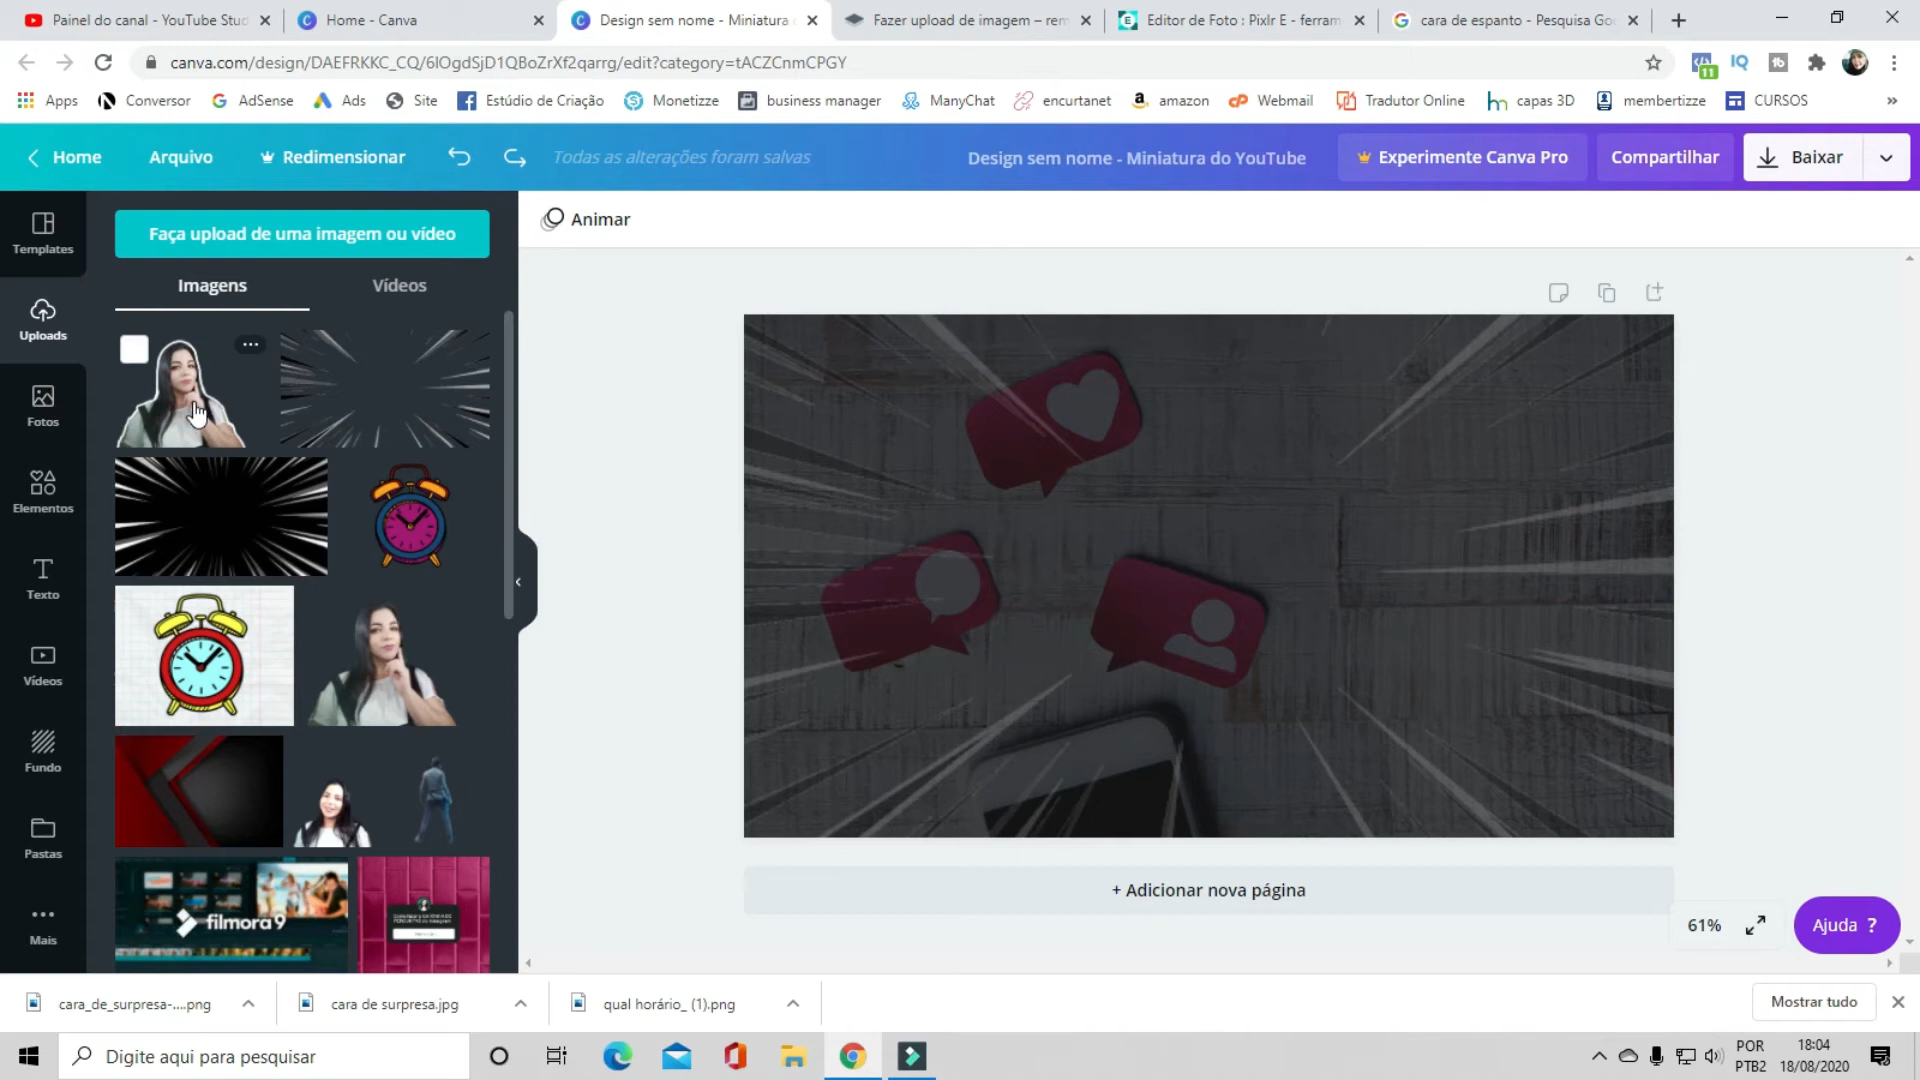 Painel do canal - YouTube Stud
Home - Canva
Design sem nome - Miniatura
Fazer upload de imagem – rem
Editor de Foto : Pixlr E - ferram
cara de espanto - Pesquisa Goo
canva.com/design/DAEFRKKC_CQ/6IOgdSjD1QBoZrXf2qarrg/edit?category=tACZCnmCPGY
11
Apps
Conversor
AdSense
Ads
Site
Estúdio de Criação
Monetizze
business manager
ManyChat
encurtanet
amazon
Webmail
Tradutor Online
capas 3D
membertizze
CURSOS
Home
Arquivo
Redimensionar
Todas as alterações foram salvas
Design sem nome - Miniatura do YouTube
Experimente Canva Pro
Compartilhar
Baixar
Templates
Uploads
Fotos
Elementos
Texto
Vídeos
Fundo
Pastas
Mais
Faça upload de uma imagem ou vídeo
Imagens
Vídeos
filmora9
Animar
+ Adicionar nova página
61%
Ajuda ?
cara_de_surpresa-....png
cara de surpresa.jpg
qual horário_ (1).png
Mostrar tudo
Digite aqui para pesquisar
POR
PTB2
18:04
18/08/2020